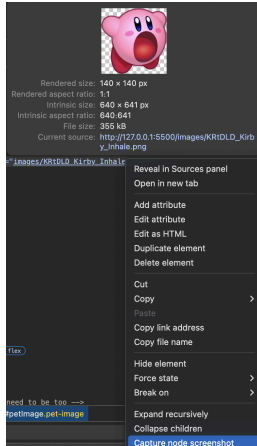 Rendered size: 140 × 140 px
Rendered aspect ratio: 1:1
Intrinsic size: 640 × 641 px
Intrinsic aspect ratio: 640:641
File size: 355 kB
Current source: http://127.0.0.1:5500/images/KRtDLD_Kirb
y_Inhale.png
="images/KRtDLD_Kirby_Inhale
Reveal in Sources panel
Open in new tab
Add attribute
Edit attribute
Edit as HTML
Duplicate element
Delete element
Cut
Copy
Paste
Copy link address
Copy file name
flex
Hide element
Force state
Break on
need to be too -->
#petImage.pet-image
Expand recursively
Collapse children
Capture node screenshot